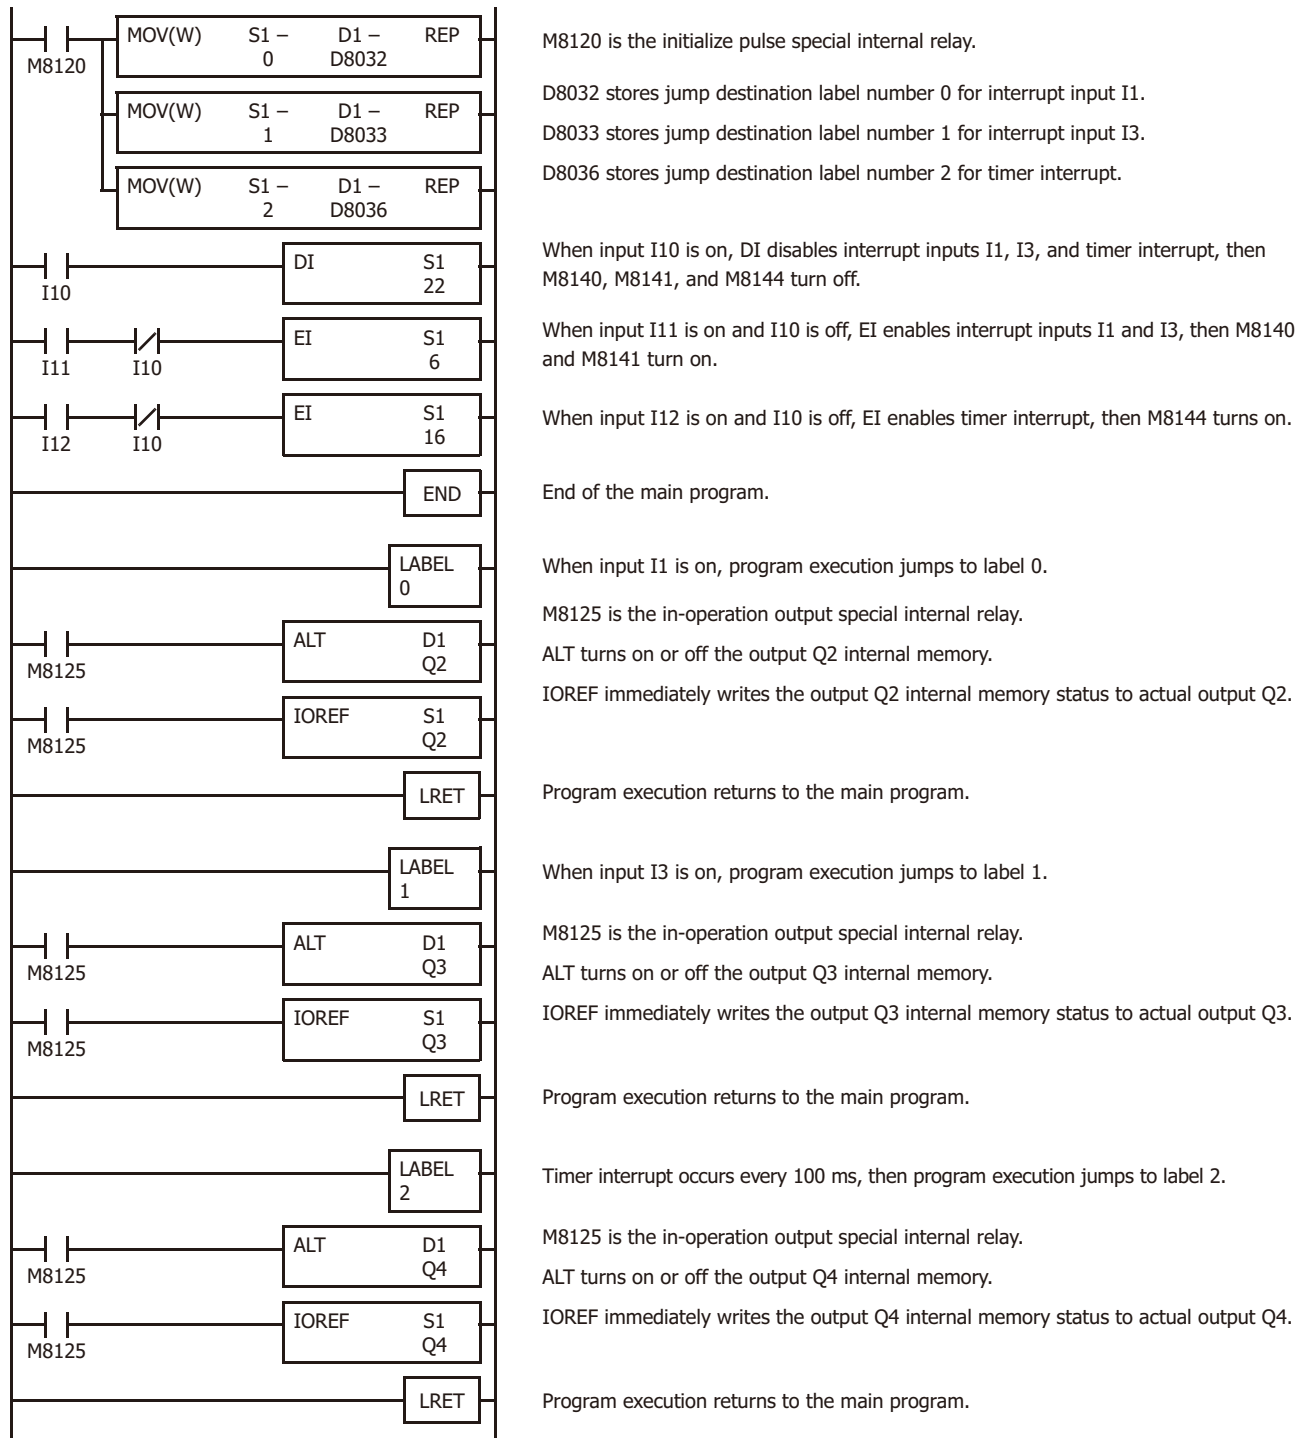 MOV(W) S1 – D1 – REP
M8120 0 D8032
M8120 is the initialize pulse special internal relay.
D8032 stores jump destination label number 0 for interrupt input I1.
MOV(W) S1 – D1 – REP
1 D8033
D8033 stores jump destination label number 1 for interrupt input I3.
MOV(W) S1 – D1 – REP
2 D8036
D8036 stores jump destination label number 2 for timer interrupt.
DI S1
I10 22
When input I10 is on, DI disables interrupt inputs I1, I3, and timer interrupt, then
M8140, M8141, and M8144 turn off.
EI S1
I11 I10 6
When input I11 is on and I10 is off, EI enables interrupt inputs I1 and I3, then M8140
and M8141 turn on.
EI S1
I12 I10 16
When input I12 is on and I10 is off, EI enables timer interrupt, then M8144 turns on.
END
End of the main program.
LABEL
0
When input I1 is on, program execution jumps to label 0.
M8125 is the in-operation output special internal relay.
ALT D1
M8125 Q2
ALT turns on or off the output Q2 internal memory.
IOREF immediately writes the output Q2 internal memory status to actual output Q2.
IOREF S1
M8125 Q2
LRET
Program execution returns to the main program.
LABEL
1
When input I3 is on, program execution jumps to label 1.
M8125 is the in-operation output special internal relay.
ALT D1
M8125 Q3
ALT turns on or off the output Q3 internal memory.
IOREF immediately writes the output Q3 internal memory status to actual output Q3.
IOREF S1
M8125 Q3
LRET
Program execution returns to the main program.
LABEL
2
Timer interrupt occurs every 100 ms, then program execution jumps to label 2.
M8125 is the in-operation output special internal relay.
ALT D1
M8125 Q4
ALT turns on or off the output Q4 internal memory.
IOREF immediately writes the output Q4 internal memory status to actual output Q4.
IOREF S1
M8125 Q4
LRET
Program execution returns to the main program.